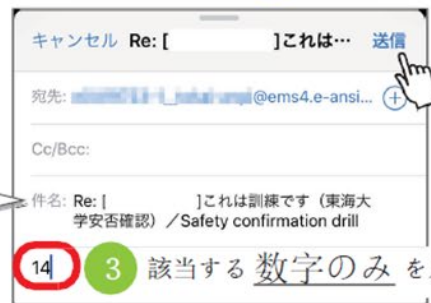 キャンセル Re: [ ]これは… 送信
宛先: @ems4.e-ansi...
Cc/Bcc:
件名: Re: [ ]これは訓練です（東海大
学安否確認）／Safety confirmation drill
14 3 該当する 数字のみ を